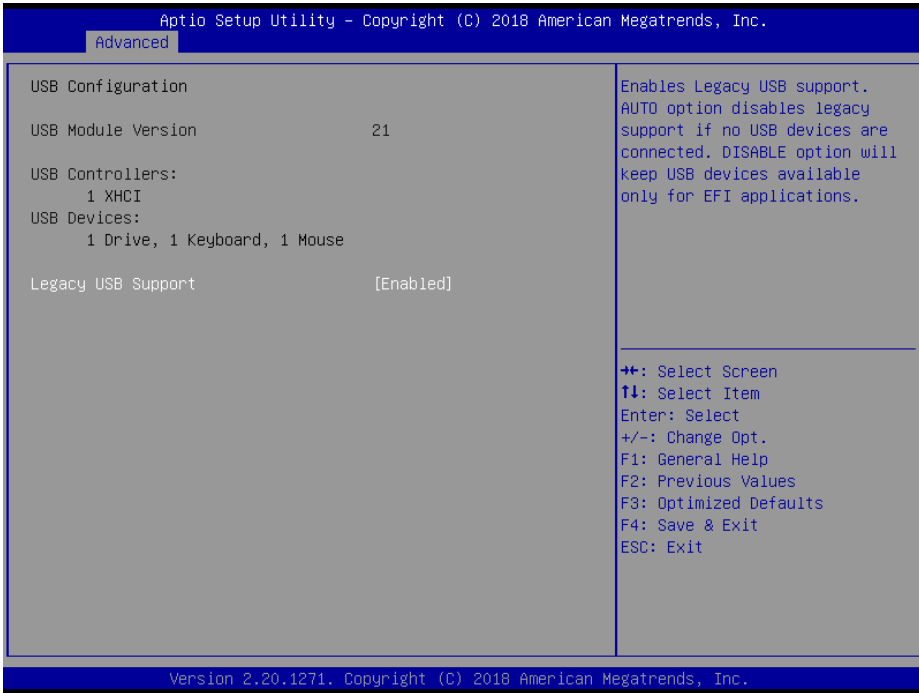 Aptio Setup Utility – Copyright (C) 2018 American Megatrends, Inc.
Advanced
USB Configuration
USB Module Version 21
USB Controllers:
1 XHCI
USB Devices:
1 Drive, 1 Keyboard, 1 Mouse
Legacy USB Support [Enabled]
Enables Legacy USB support.
AUTO option disables legacy
support if no USB devices are
connected. DISABLE option will
keep USB devices available
only for EFI applications.
→←: Select Screen
↑↓: Select Item
Enter: Select
+/-: Change Opt.
F1: General Help
F2: Previous Values
F3: Optimized Defaults
F4: Save & Exit
ESC: Exit
Version 2.20.1271. Copyright (C) 2018 American Megatrends, Inc.